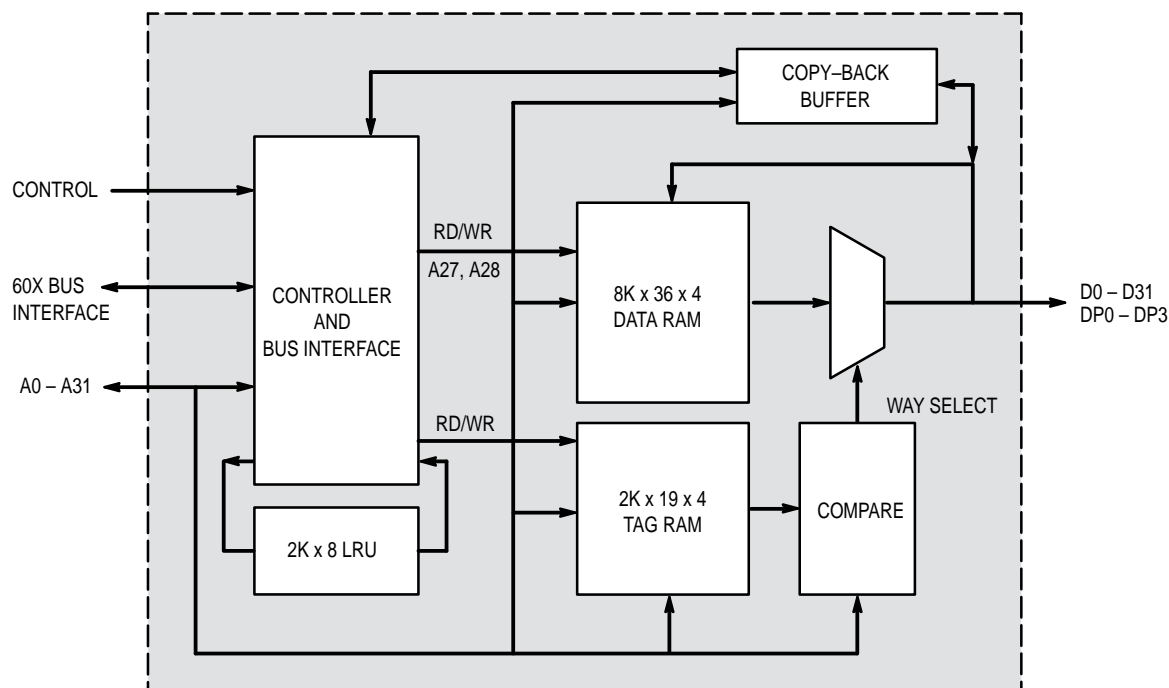 COPY–BACK
BUFFER
CONTROL
RD/WR
A27, A28
60X BUS
INTERFACE
CONTROLLER
AND
BUS INTERFACE
8K x 36 x 4
DATA RAM
D0 – D31
DP0 – DP3
A0 – A31
WAY SELECT
RD/WR
2K x 19 x 4
TAG RAM
COMPARE
2K x 8 LRU